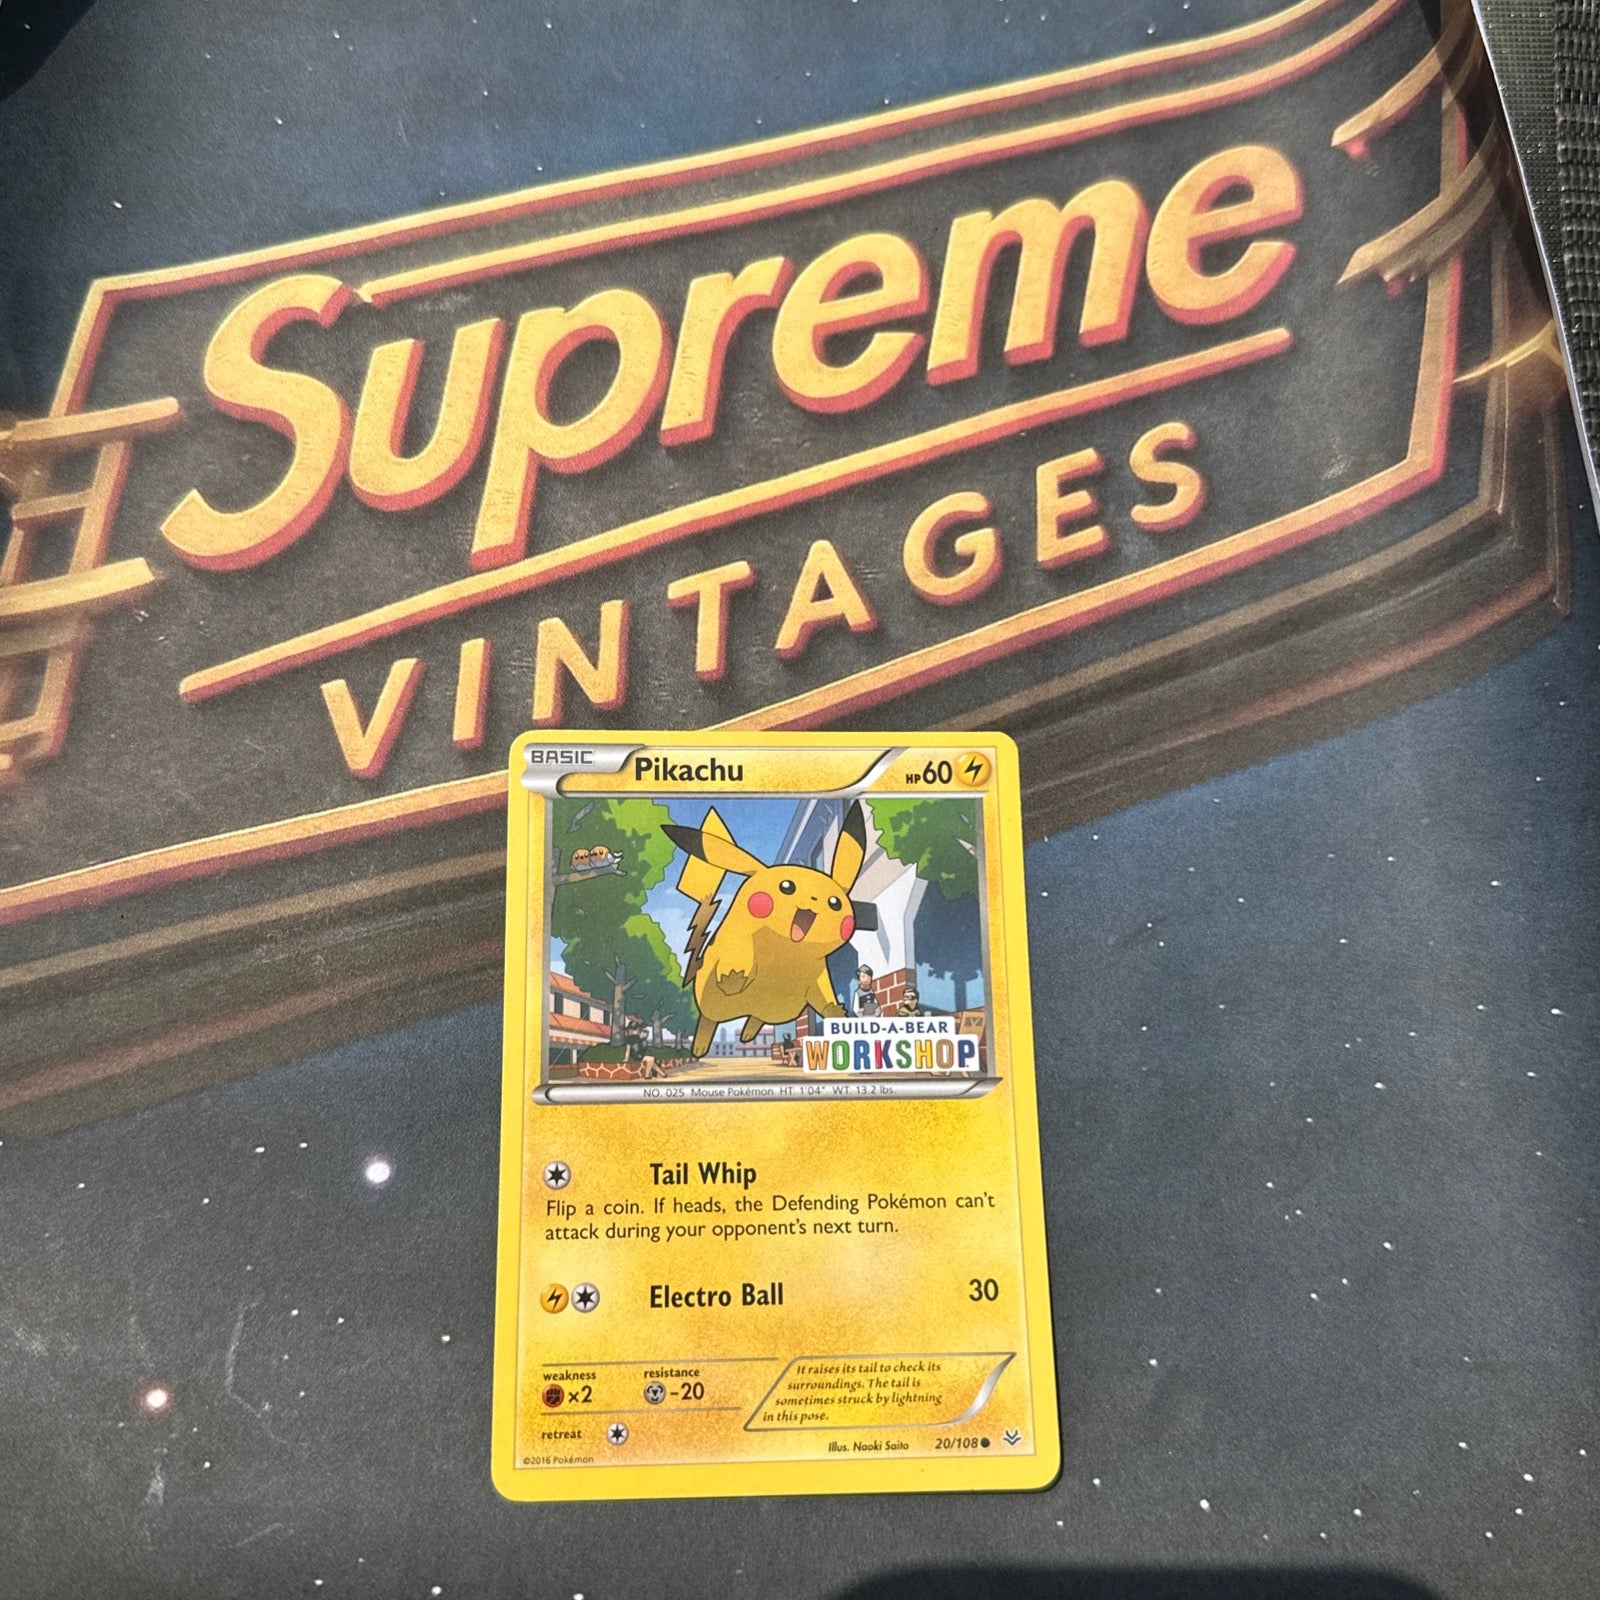 Supreme
VINTAGES
BASIC
Pikachu
HP60
BUILD-A-BEAR
WORKSHOP
NO. 025 Mouse Pokémon HT: 1'04" WT: 13.2 lbs.
Tail Whip
Flip a coin. If heads, the Defending Pokémon can't
attack during your opponent's next turn.
Electro Ball 30
weakness
×2
resistance
-20
It raises its tail to check its
surroundings. The tail is
sometimes struck by lightning
in this pose.
retreat
Illus. Naoki Saito
20/108
©2016 Pokémon